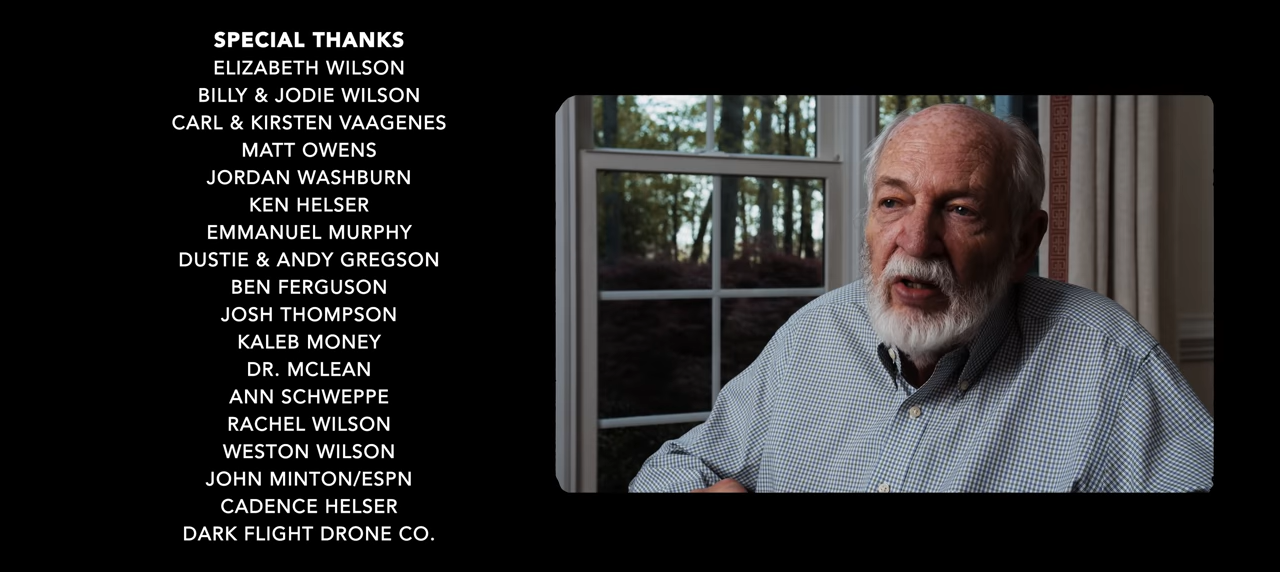 SPECIAL THANKS
ELIZABETH WILSON
BILLY & JODIE WILSON
CARL & KIRSTEN VAAGENES
MATT OWENS
JORDAN WASHBURN
KEN HELSER
EMMANUEL MURPHY
DUSTIE & ANDY GREGSON
BEN FERGUSON
JOSH THOMPSON
KALEB MONEY
DR. MCLEAN
ANN SCHWEPPE
RACHEL WILSON
WESTON WILSON
JOHN MINTON/ESPN
CADENCE HELSER
DARK FLIGHT DRONE CO.